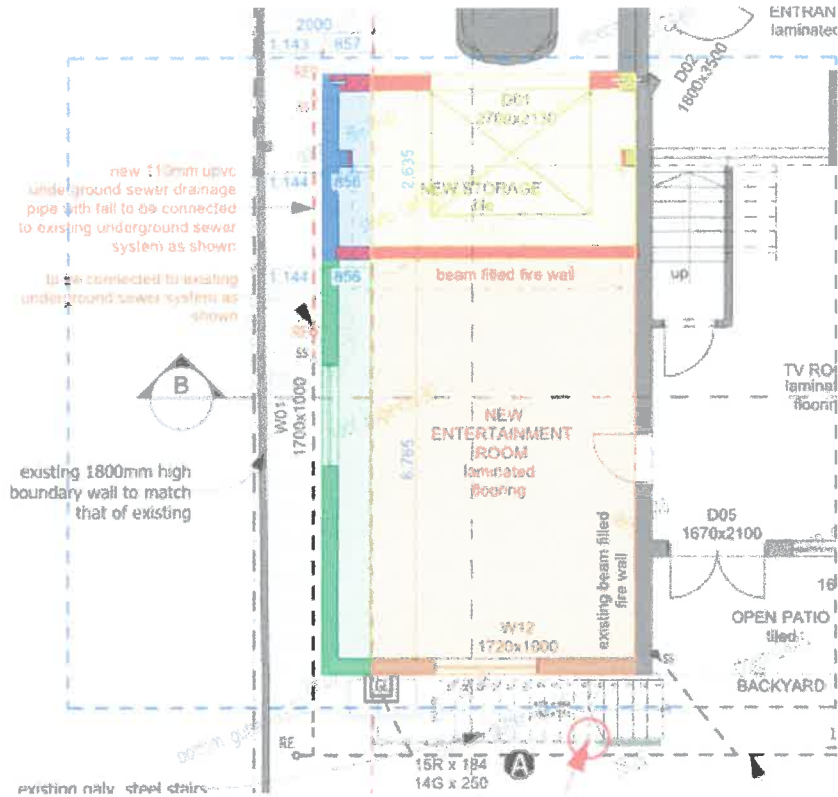 2000
1,143 857
ENTRAN
laminated
D02
1800x3500
D01
2700x2130
new 110mm upvc
underground sewer drainage
pipe with fall to be connected
to existing underground sewer
system as shown
1,144 856
2,635
NEW STORAGE
tile
to be connected to existing
underground sewer system as
shown
1,144 856
beam filled fire wall
up
B
W01
1700x1000
TV RO
laminat
floorin
NEW
ENTERTAINMENT
ROOM
laminated
flooring
6,765
existing 1800mm high
boundary wall to match
that of existing
existing beam filled
fire wall
D05
1670x2100
16
W12
1720x1000
OPEN PATIO
tiled
BACKYARD
RE
A
15R x 194
14G x 250
existing galv. steel stairs